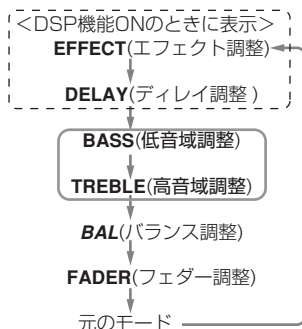 <DSP機能ONのときに表示>
EFFECT(エフェクト調整)
DELAY(ディレイ調整 )
BASS(低音域調整)
TREBLE(高音域調整)
BAL(バランス調整)
FADER(フェダー調整)
元のモード